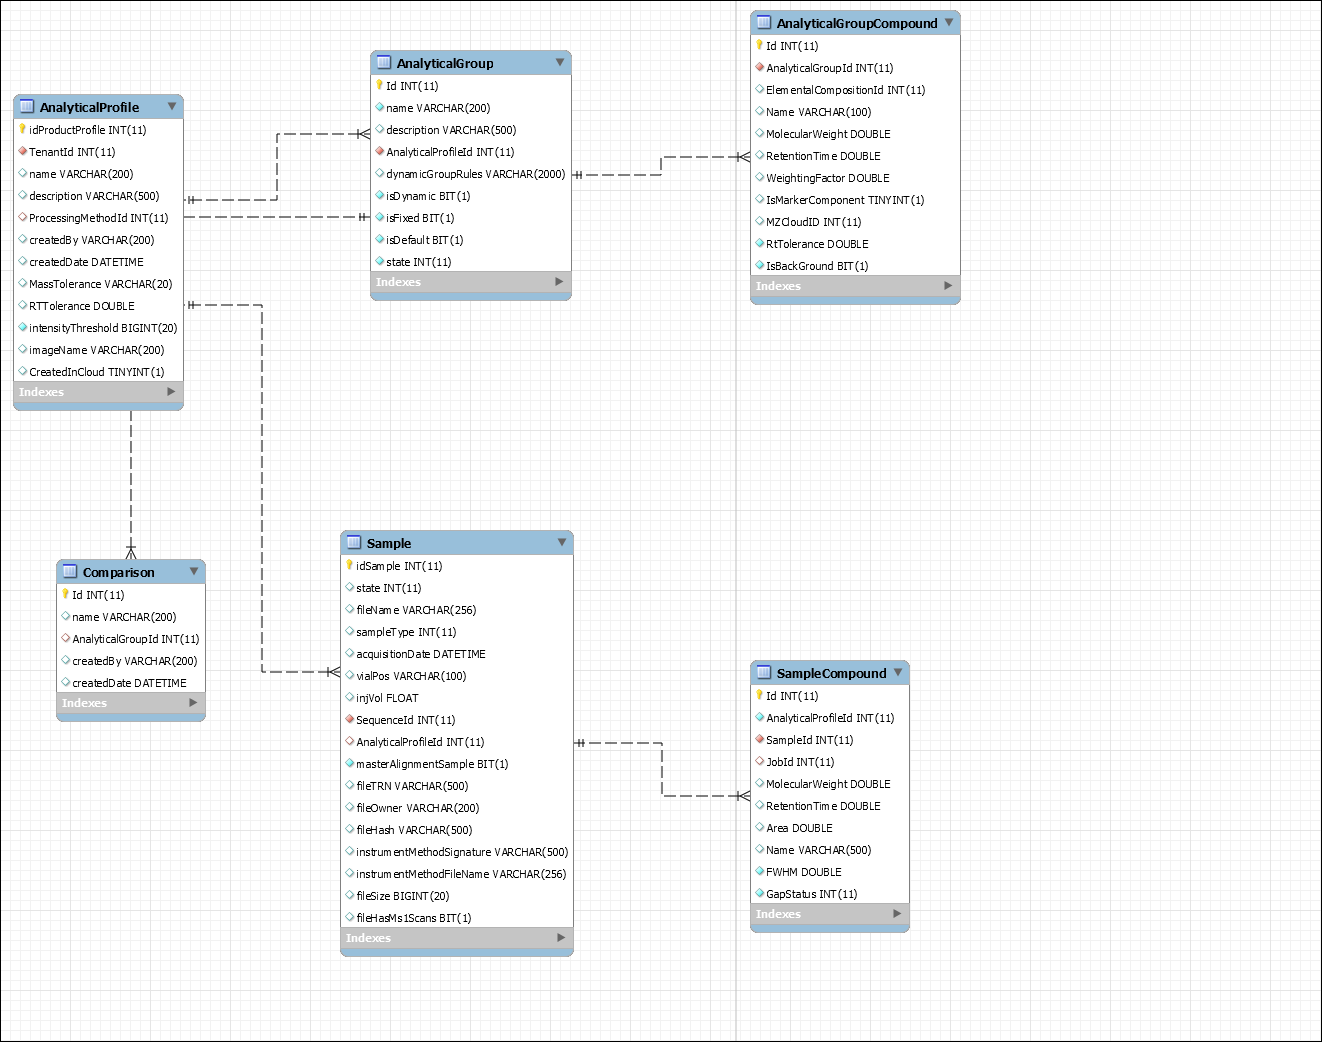 AnalyticalProfile
idProductProfile INT(11)
TenantId INT(11)
name VARCHAR(200)
description VARCHAR(500)
ProcessingMethodId INT(11)
createdBy VARCHAR(200)
createdDate DATETIME
MassTolerance VARCHAR(20)
RTTolerance DOUBLE
intensityThreshold BIGINT(20)
imageName VARCHAR(200)
CreatedInCloud TINYINT(1)
Indexes
AnalyticalGroup
Id INT(11)
name VARCHAR(200)
description VARCHAR(500)
AnalyticalProfileId INT(11)
dynamicGroupRules VARCHAR(2000)
isDynamic BIT(1)
isFixed BIT(1)
isDefault BIT(1)
state INT(11)
Indexes
AnalyticalGroupCompound
Id INT(11)
AnalyticalGroupId INT(11)
ElementalCompositionId INT(11)
Name VARCHAR(100)
MolecularWeight DOUBLE
RetentionTime DOUBLE
WeightingFactor DOUBLE
IsMarkerComponent TINYINT(1)
MZCloudID INT(11)
RtTolerance DOUBLE
IsBackGround BIT(1)
Indexes
Comparison
Id INT(11)
name VARCHAR(200)
AnalyticalGroupId INT(11)
createdBy VARCHAR(200)
createdDate DATETIME
Indexes
Sample
idSample INT(11)
state INT(11)
fileName VARCHAR(256)
sampleType INT(11)
acquisitionDate DATETIME
vialPos VARCHAR(100)
injVol FLOAT
SequenceId INT(11)
AnalyticalProfileId INT(11)
masterAlignmentSample BIT(1)
fileTRN VARCHAR(500)
fileOwner VARCHAR(200)
fileHash VARCHAR(500)
instrumentMethodSignature VARCHAR(500)
instrumentMethodFileName VARCHAR(256)
fileSize BIGINT(20)
fileHasMs1Scans BIT(1)
Indexes
SampleCompound
Id INT(11)
AnalyticalProfileId INT(11)
SampleId INT(11)
JobId INT(11)
MolecularWeight DOUBLE
RetentionTime DOUBLE
Area DOUBLE
Name VARCHAR(500)
FWHM DOUBLE
GapStatus INT(11)
Indexes